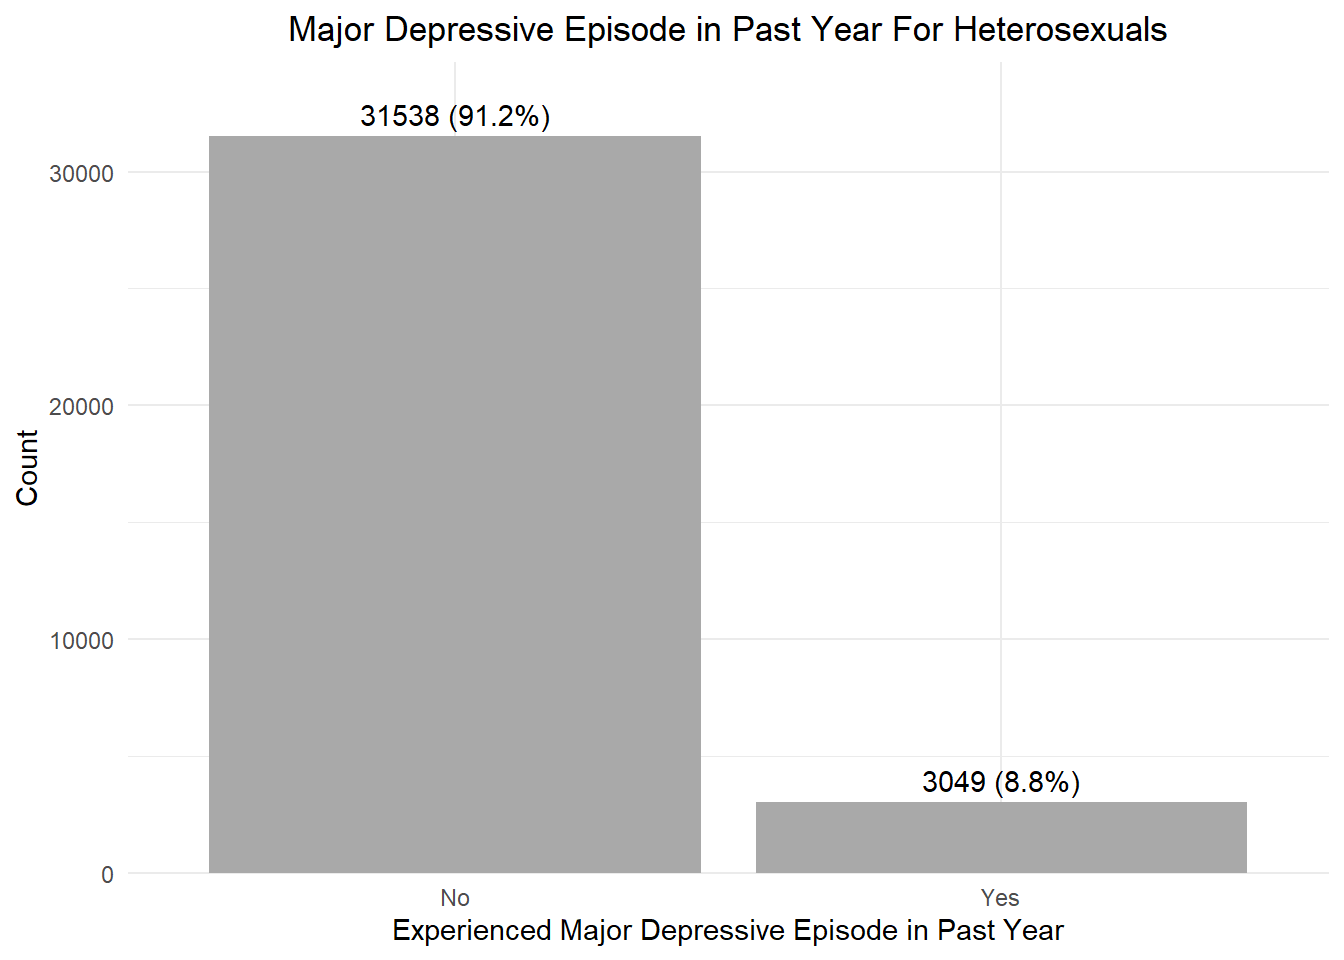 Major Depressive Episode in Past Year For Heterosexuals
31538 (91.2%)
30000
20000
Count
10000
3049 (8.8%)
0
No
Yes
Experienced Major Depressive Episode in Past Year